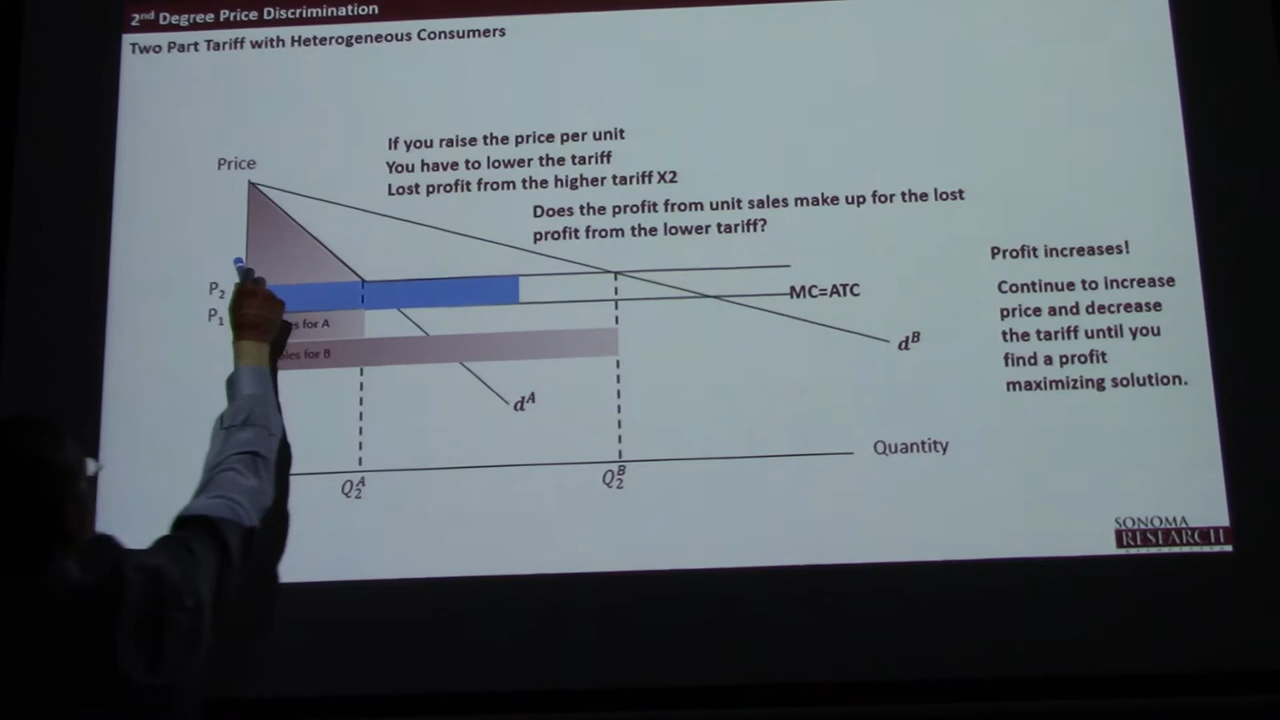 2nd Degree Price Discrimination
Two Part Tariff with Heterogeneous Consumers
If you raise the price per unit
You have to lower the tariff
Lost profit from the higher tariff X2
Does the profit from unit sales make up for the lost
profit from the lower tariff?
Price
P2
P1
MC=ATC
for A
for B
dA
dB
Q2A
Q2B
Quantity
Profit increases!
Continue to increase
price and decrease
the tariff until you
find a profit
maximizing solution.
SONOMA
RESEARCH